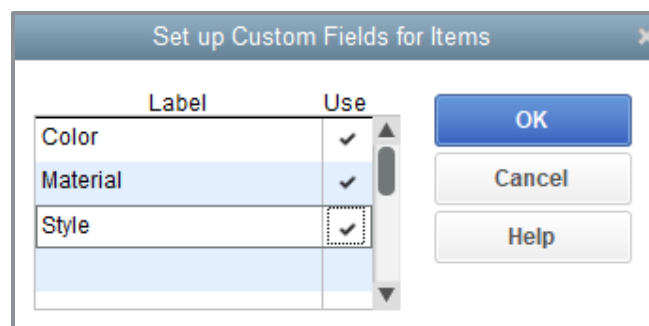 Set up Custom Fields for Items
Label Use
Color
Material
Style
OK
Cancel
Help